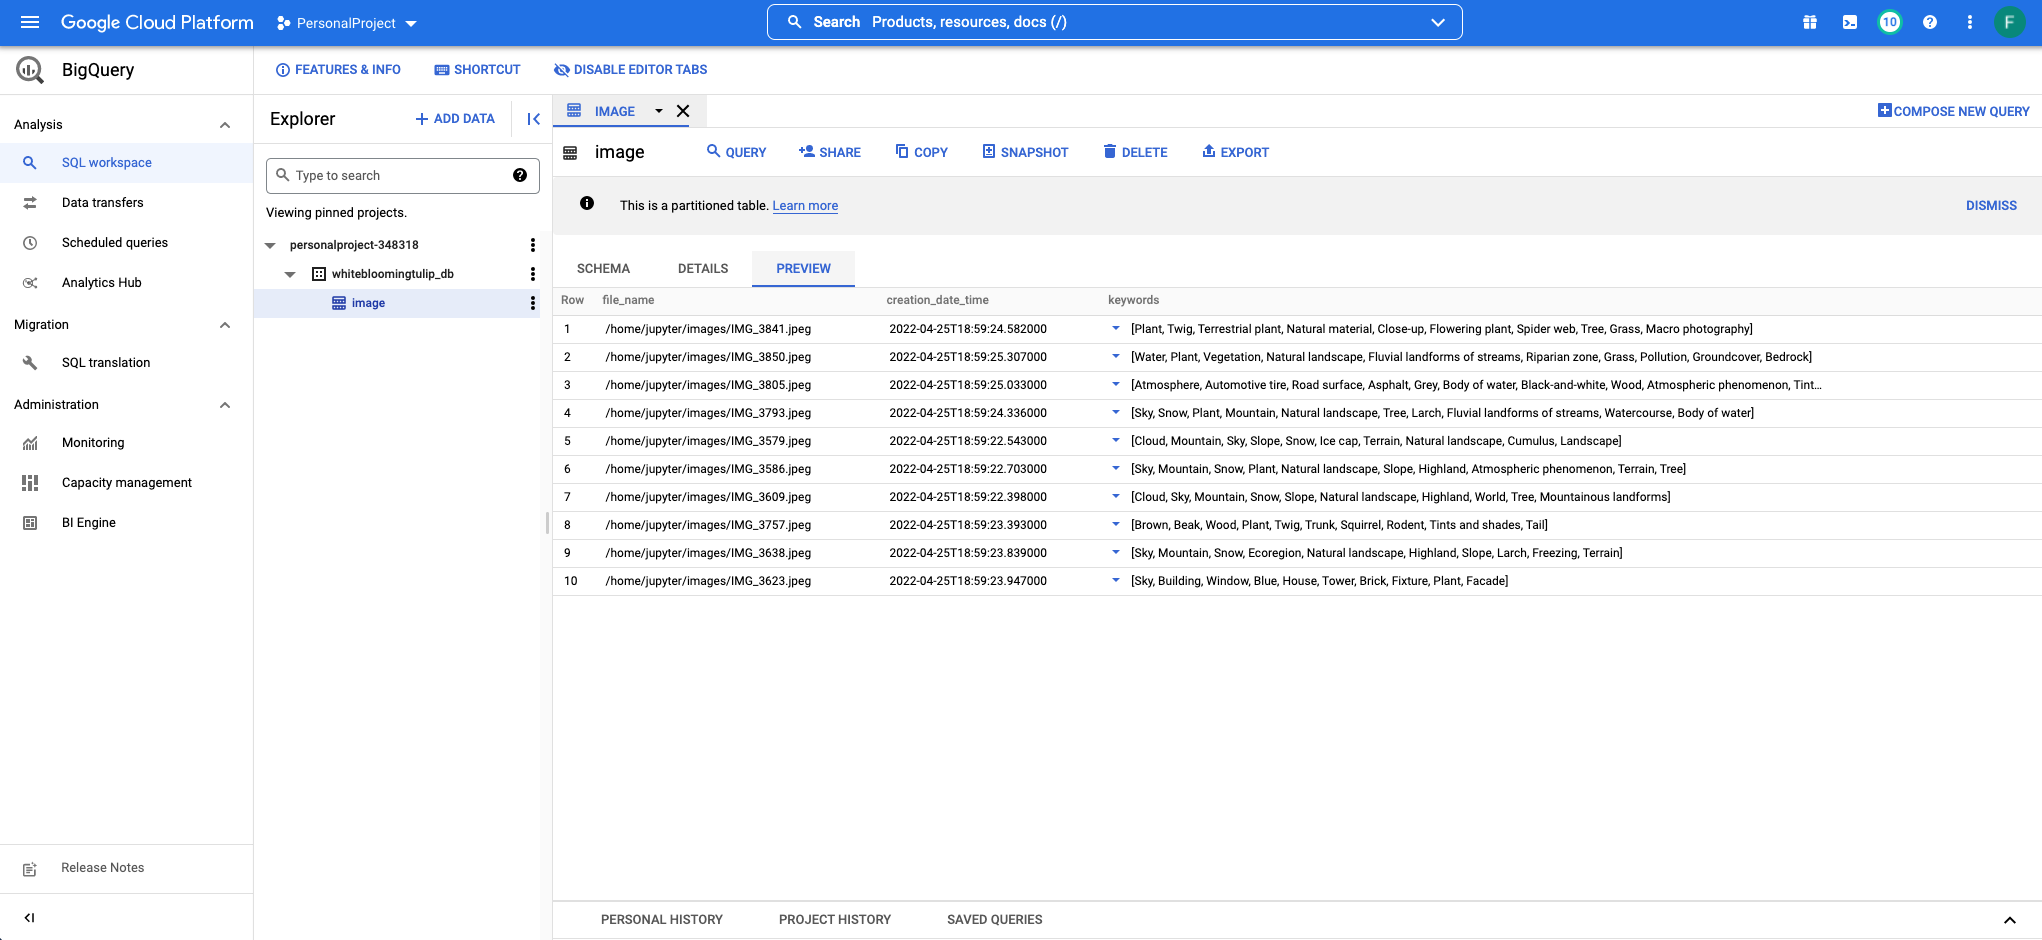 Google Cloud Platform
PersonalProject
Search Products, resources, docs (/)
10
F
BigQuery
FEATURES & INFO
SHORTCUT
DISABLE EDITOR TABS
Analysis
SQL workspace
Data transfers
Scheduled queries
Analytics Hub
Migration
SQL translation
Administration
Monitoring
Capacity management
BI Engine
Release Notes
Explorer
ADD DATA
Type to search
Viewing pinned projects.
personalproject-348318
whitebloomingtulip_db
image
IMAGE
COMPOSE NEW QUERY
image
QUERY
SHARE
COPY
SNAPSHOT
DELETE
EXPORT
This is a partitioned table. Learn more
DISMISS
SCHEMA
DETAILS
PREVIEW
Row file_name creation_date_time keywords
1 /home/jupyter/images/IMG_3841.jpeg 2022-04-25T18:59:24.582000 [Plant, Twig, Terrestrial plant, Natural material, Close-up, Flowering plant, Spider web, Tree, Grass, Macro photography]
2 /home/jupyter/images/IMG_3850.jpeg 2022-04-25T18:59:25.307000 [Water, Plant, Vegetation, Natural landscape, Fluvial landforms of streams, Riparian zone, Grass, Pollution, Groundcover, Bedrock]
3 /home/jupyter/images/IMG_3805.jpeg 2022-04-25T18:59:25.033000 [Atmosphere, Automotive tire, Road surface, Asphalt, Grey, Body of water, Black-and-white, Wood, Atmospheric phenomenon, Tint...
4 /home/jupyter/images/IMG_3793.jpeg 2022-04-25T18:59:24.336000 [Sky, Snow, Plant, Mountain, Natural landscape, Tree, Larch, Fluvial landforms of streams, Watercourse, Body of water]
5 /home/jupyter/images/IMG_3579.jpeg 2022-04-25T18:59:22.543000 [Cloud, Mountain, Sky, Slope, Snow, Ice cap, Terrain, Natural landscape, Cumulus, Landscape]
6 /home/jupyter/images/IMG_3586.jpeg 2022-04-25T18:59:22.703000 [Sky, Mountain, Snow, Plant, Natural landscape, Slope, Highland, Atmospheric phenomenon, Terrain, Tree]
7 /home/jupyter/images/IMG_3609.jpeg 2022-04-25T18:59:22.398000 [Cloud, Sky, Mountain, Snow, Slope, Natural landscape, Highland, World, Tree, Mountainous landforms]
8 /home/jupyter/images/IMG_3757.jpeg 2022-04-25T18:59:23.393000 [Brown, Beak, Wood, Plant, Twig, Trunk, Squirrel, Rodent, Tints and shades, Tail]
9 /home/jupyter/images/IMG_3638.jpeg 2022-04-25T18:59:23.839000 [Sky, Mountain, Snow, Ecoregion, Natural landscape, Highland, Slope, Larch, Freezing, Terrain]
10 /home/jupyter/images/IMG_3623.jpeg 2022-04-25T18:59:23.947000 [Sky, Building, Window, Blue, House, Tower, Brick, Fixture, Plant, Facade]
PERSONAL HISTORY
PROJECT HISTORY
SAVED QUERIES